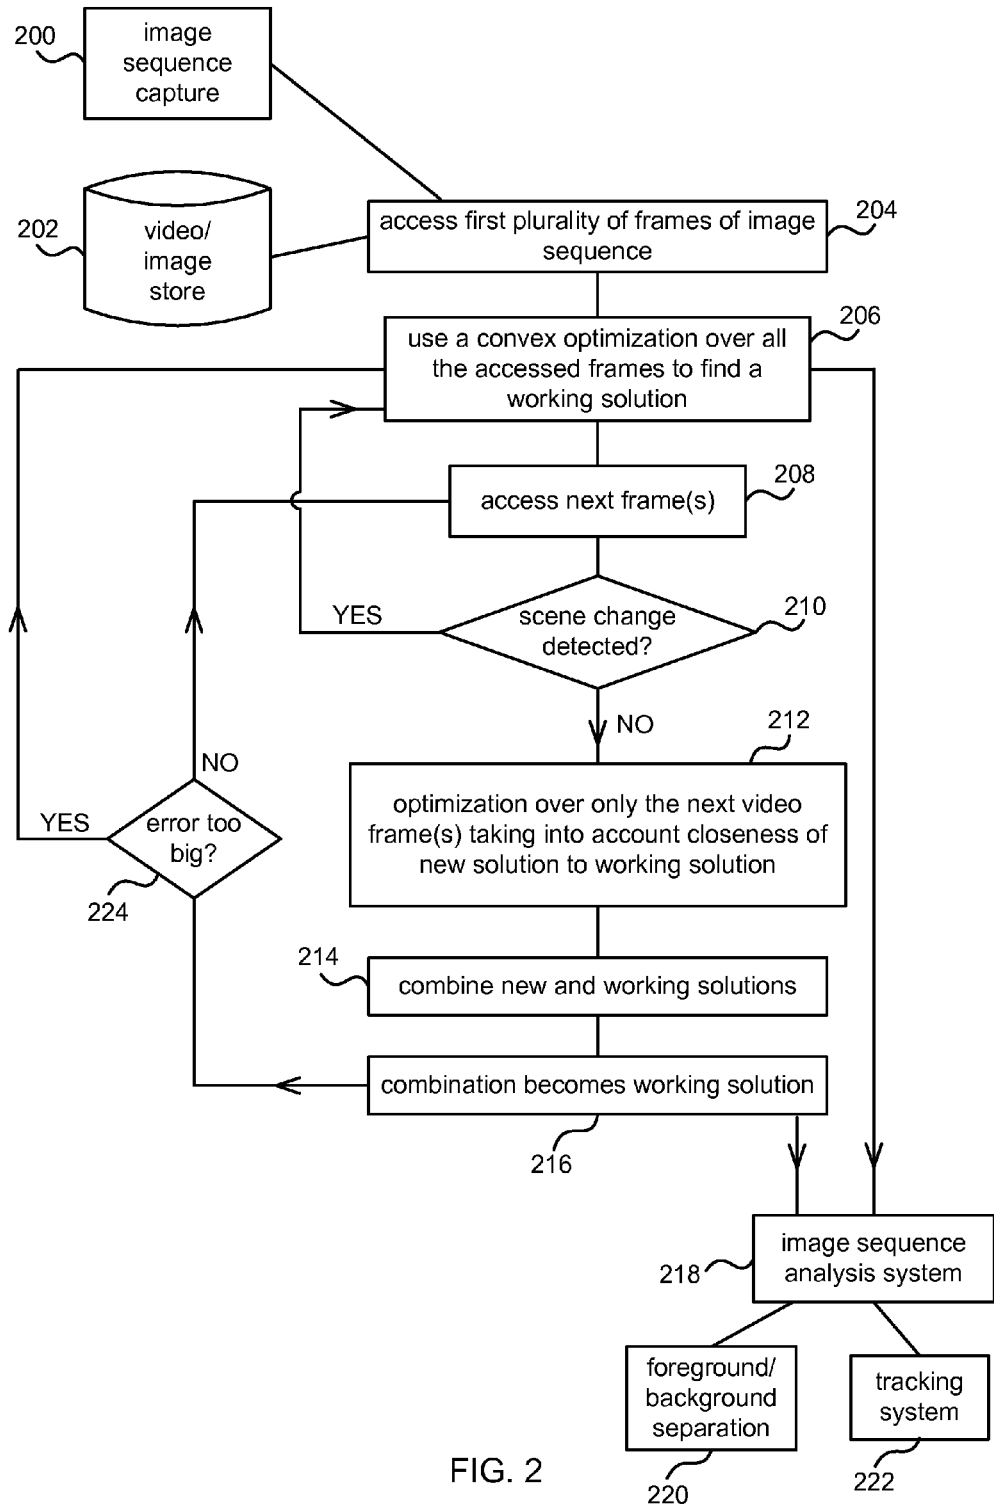 200
image
sequence
capture
202
video/
image
store
access first plurality of frames of image
sequence
204
use a convex optimization over all
the accessed frames to find a
working solution
206
access next frame(s)
208
scene change
detected?
210
YES
NO
212
optimization over only the next video
frame(s) taking into account closeness of
new solution to working solution
NO
YES
error too
big?
224
214
combine new and working solutions
combination becomes working solution
216
218
image sequence
analysis system
foreground/
background
separation
220
tracking
system
222
FIG. 2